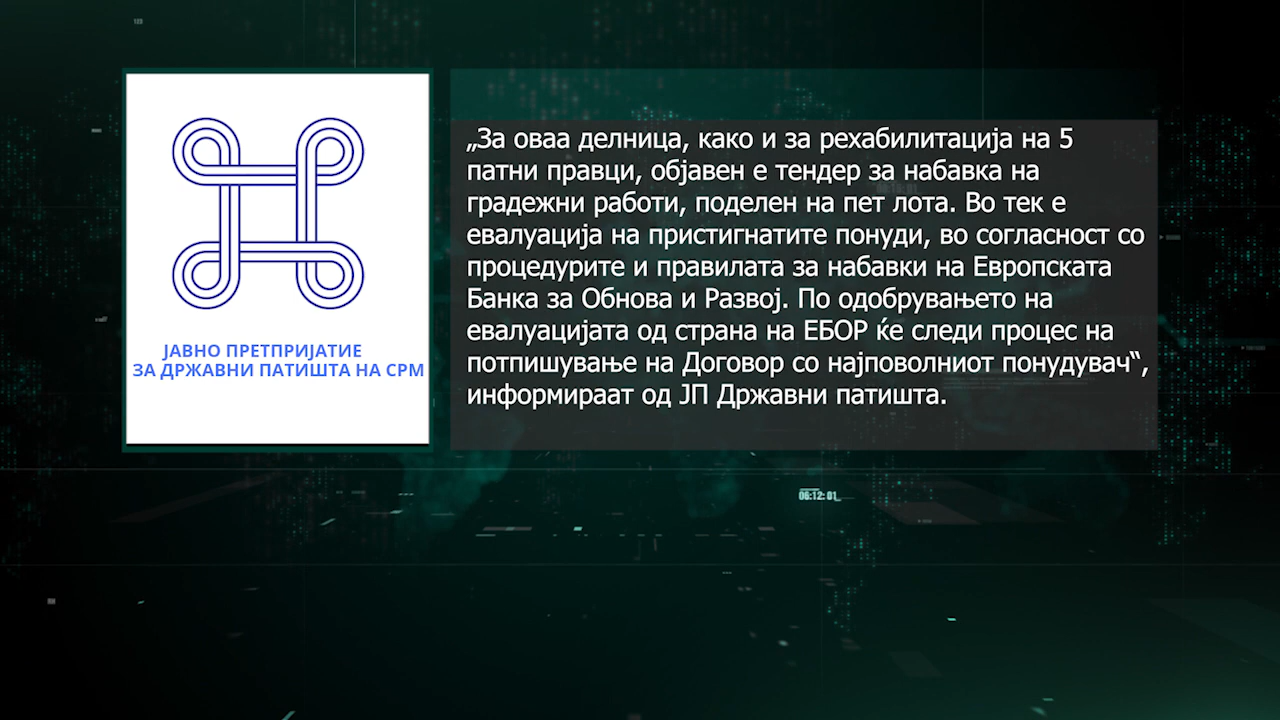 ЈАВНО ПРЕТПРИЈАТИЕ
ЗА ДРЖАВНИ ПАТИШТА НА СРМ
„За оваа делница, како и за рехабилитација на 5
патни правци, објавен е тендер за набавка на
градежни работи, поделен на пет лота. Во тек е
евалуација на пристигнатите понуди, во согласност со
процедурите и правилата за набавки на Европската
Банка за Обнова и Развој. По одобрувањето на
евалуацијата од страна на ЕБОР ќе следи процес на
потпишување на Договор со најповолниот понудувач“,
информираат од ЈП Државни патишта.
06:12: 01